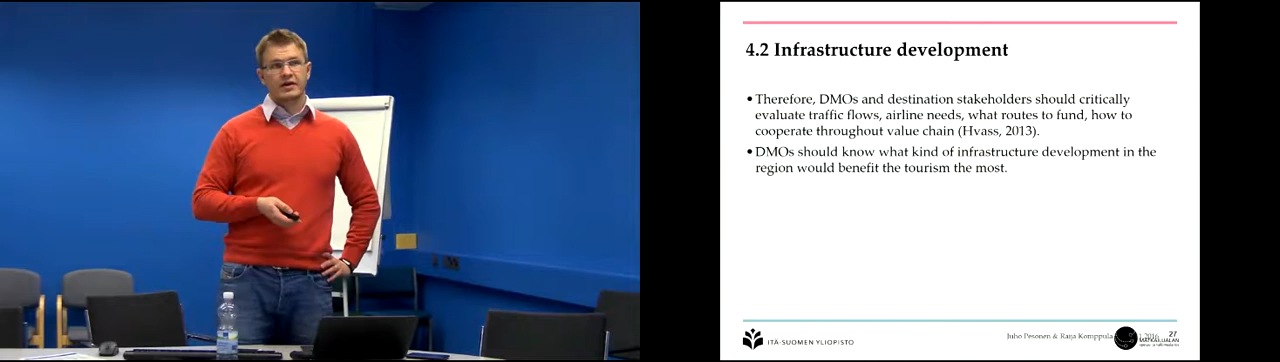 4.2 Infrastructure development
• Therefore, DMOs and destination stakeholders should critically
evaluate traffic flows, airline needs, what routes to fund, how to
cooperate throughout value chain (Hvass, 2013).
• DMOs should know what kind of infrastructure development in the
region would benefit the tourism the most.
ITÄ-SUOMEN YLIOPISTO
Juho Pesonen & Raija Komppula 2016
27
MATKAILUALAN